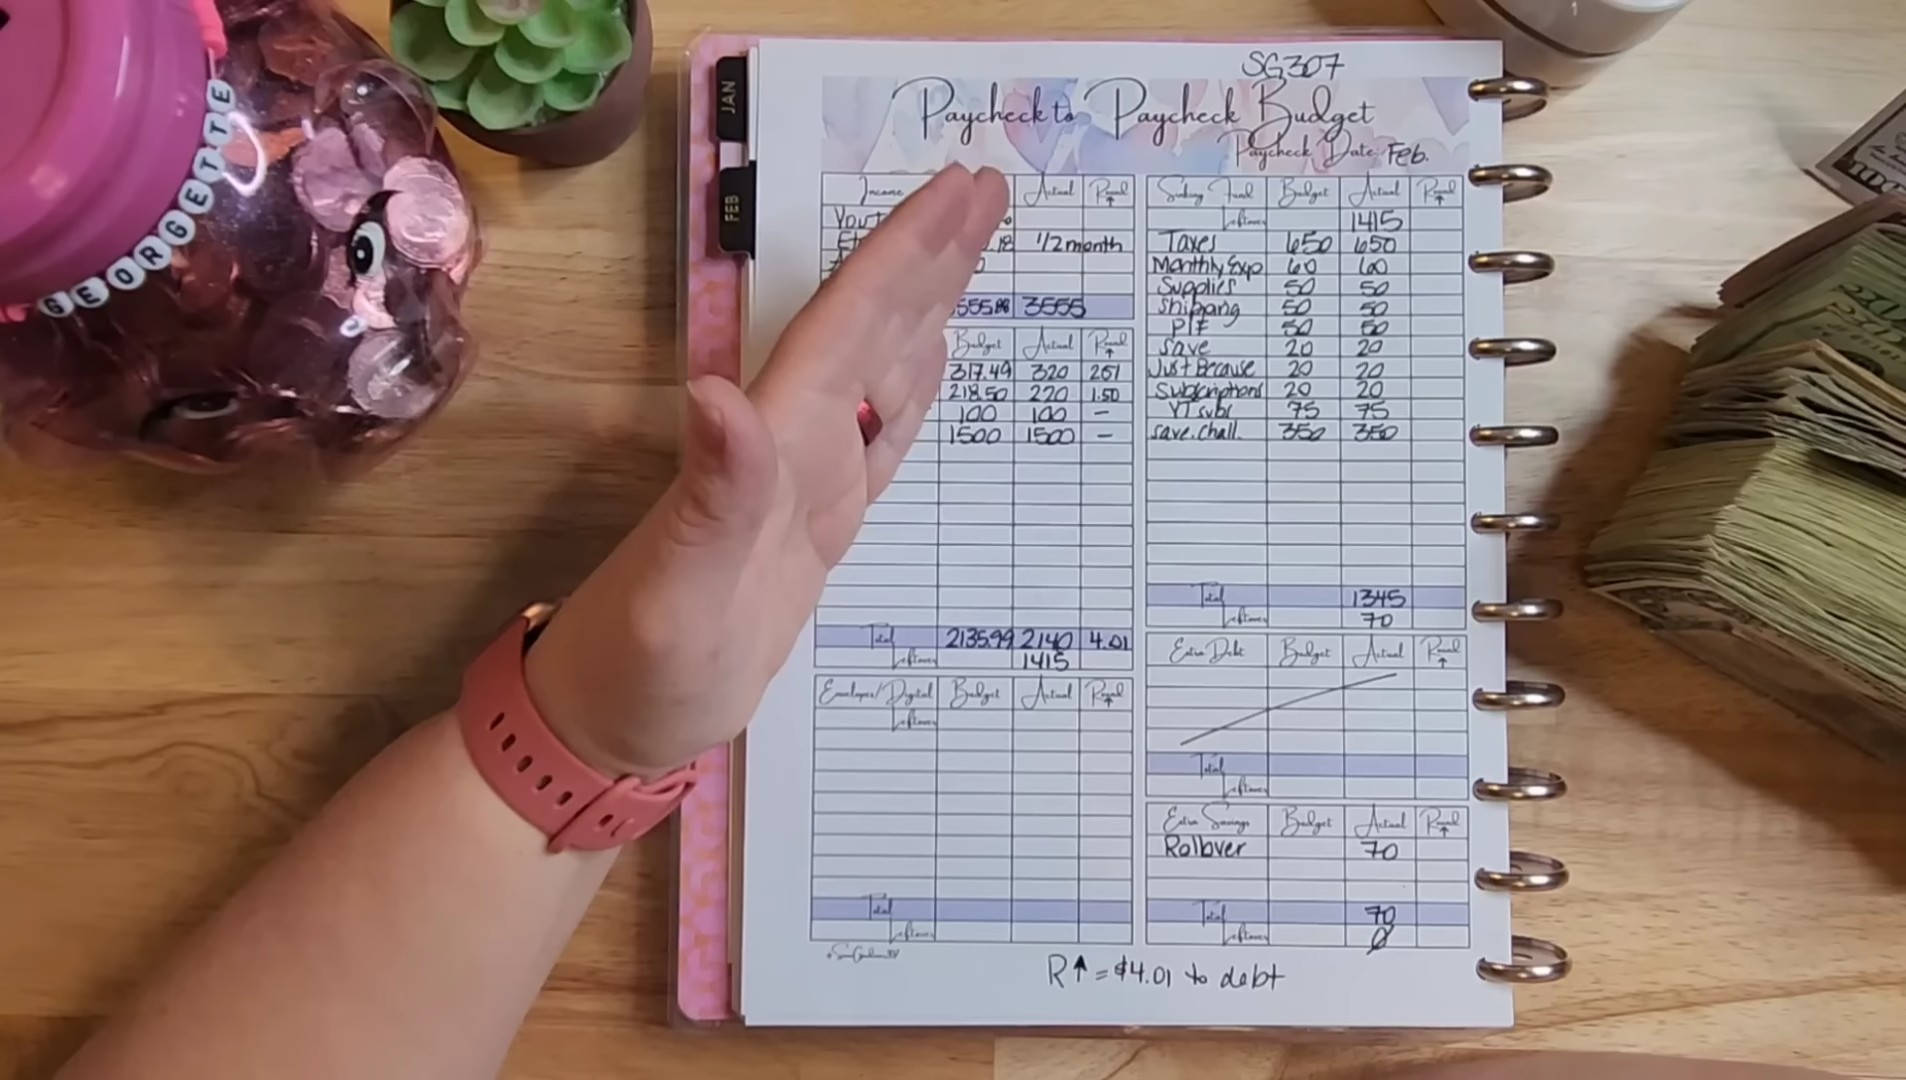 SG307
Paycheck to Paycheck Budget
Paycheck Date: Feb.
JAN
FEB
GEORGETTE
Income Actual Round ↑
1/2 month
3555
Budget Actual Round ↑
317.49 320 2.51
218.50 220 1.50
100 100 —
1500 1500 —
Total 2135.99 2140 4.01
Leftover 1415
Envelopes/Digital Budget Actual Round ↑
Leftover
Total
Leftover
Sinking Fund Budget Actual Round ↑
Leftover 1415
Taxes 650 650
Monthly Exp 60 60
Supplies 50 50
Shipping 50 50
PIF 50 50
Save 20 20
Just Because 20 20
Subscriptions 20 20
YT subs 75 75
save. chall. 350 350
Total 1345
Leftover 70
Extra Debt Budget Actual Round ↑
Total
Leftover
Extra Savings Budget Actual Round ↑
Rollover 70
Total 70
Leftover 0
R↑ = $4.01 to debt
100